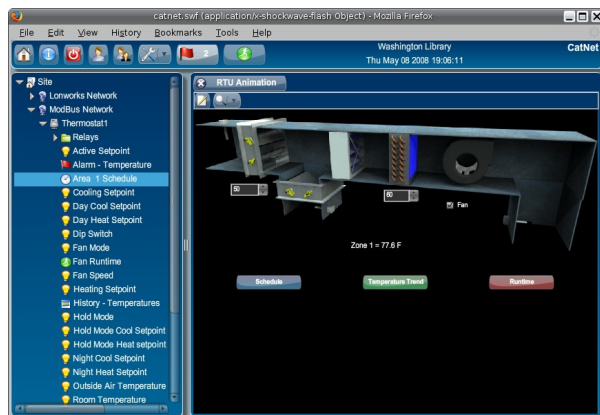 catnet.swf (application/x-shockwave-flash Object) - Mozilla Firefox
File Edit View History Bookmarks Tools Help
2
Washington Library
Thu May 08 2008 19:06:11
CatNet
Site
Lonworks Network
ModBus Network
Thermostat1
Relays
Active Setpoint
Alarm - Temperature
Area 1 Schedule
Cooling Setpoint
Day Cool Setpoint
Day Heat Setpoint
Dip Switch
Fan Mode
Fan Runtime
Fan Speed
Heating Setpoint
History - Temperatures
Hold Mode
Hold Mode Cool Setpoint
Hold Mode Heat setpoint
Night Cool Setpoint
Night Heat Setpoint
Outside Air Temperature
Room Temperature
RTU Animation
50
60
Fan
Zone 1 = 77.6 F
Schedule
Temperature Trend
Runtime